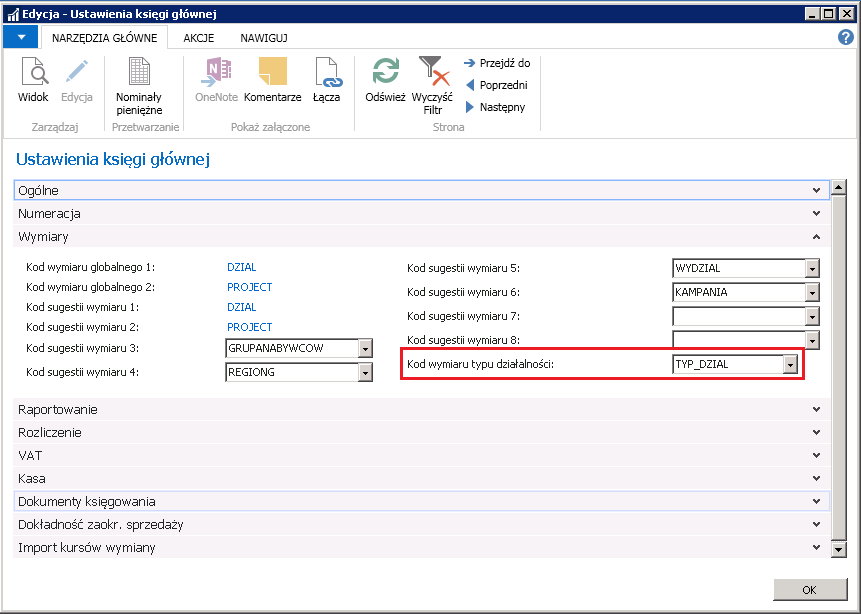 Edycja - Ustawienia księgi głównej
NARZĘDZIA GŁÓWNE AKCJE NAWIGUJ
Widok Edycja Nominały pieniężne OneNote Komentarze Łącza Odśwież Wyczyść Filtr
Przejdź do
Poprzedni
Następny
Zarządzaj Przetwarzanie Pokaż załączone Strona
Ustawienia księgi głównej
Ogólne
Numeracja
Wymiary
Kod wymiaru globalnego 1: DZIAL
Kod wymiaru globalnego 2: PROJECT
Kod sugestii wymiaru 1: DZIAL
Kod sugestii wymiaru 2: PROJECT
Kod sugestii wymiaru 3: GRUPANABYWCOW
Kod sugestii wymiaru 4: REGIONG
Kod sugestii wymiaru 5: WYDZIAL
Kod sugestii wymiaru 6: KAMPANIA
Kod sugestii wymiaru 7:
Kod sugestii wymiaru 8:
Kod wymiaru typu działalności: TYP_DZIAL
Raportowanie
Rozliczenie
VAT
Kasa
Dokumenty księgowania
Dokładność zaokr. sprzedaży
Import kursów wymiany
OK